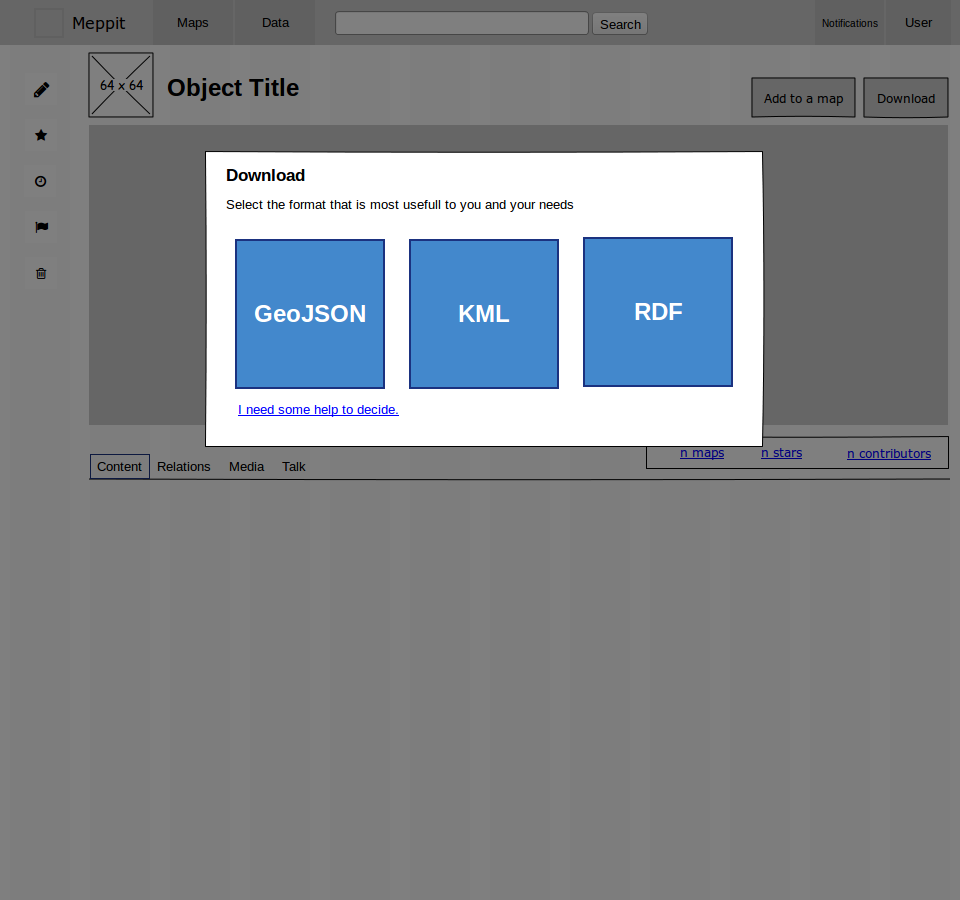 Meppit Maps Data Search Notifications User
64 x 64
Object Title
Add to a map Download
Download
Select the format that is most usefull to you and your needs
GeoJSON KML RDF
I need some help to decide.
n maps n stars n contributors
Content Relations Media Talk